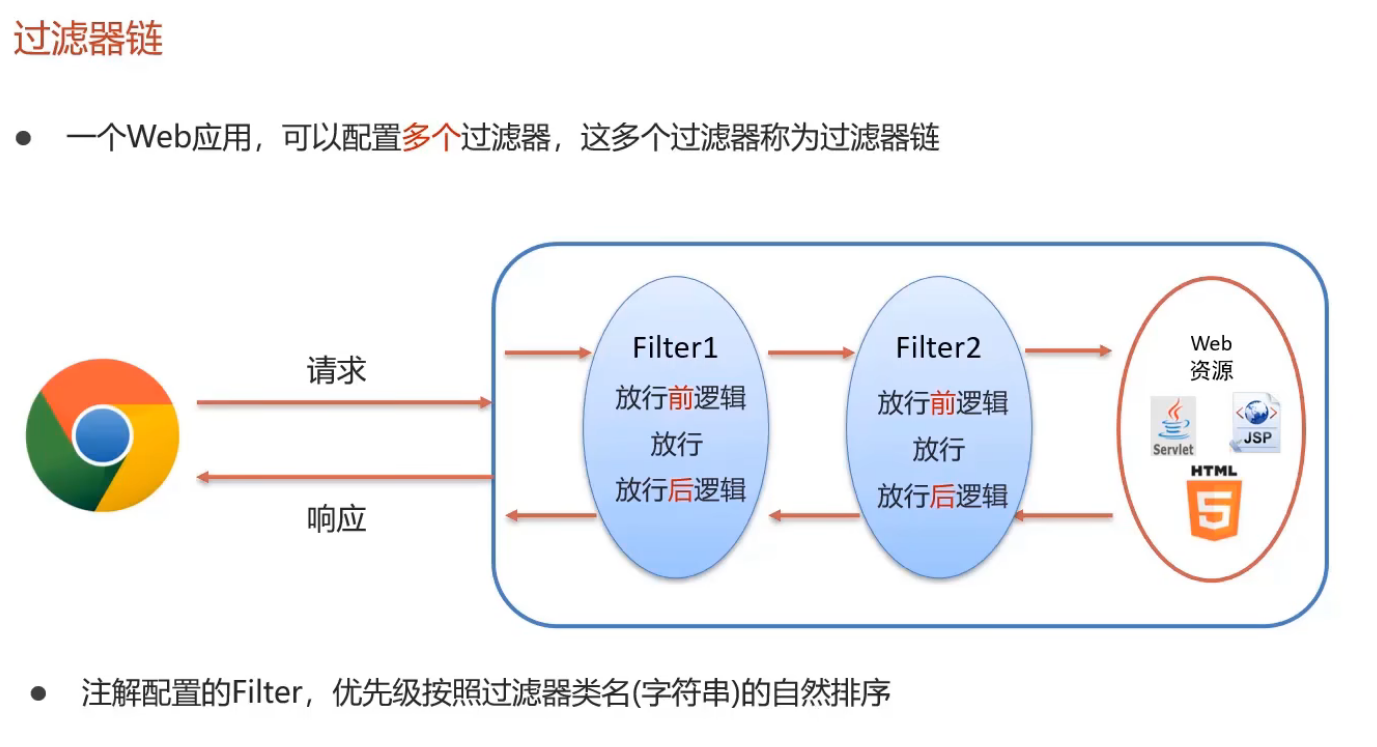 过滤器链
● 一个Web应用，可以配置多个过滤器，这多个过滤器称为过滤器链
请求
响应
Filter1
放行前逻辑
放行
放行后逻辑
Filter2
放行前逻辑
放行
放行后逻辑
Web
资源
Servlet
JSP
HTML
5
● 注解配置的Filter，优先级按照过滤器类名(字符串)的自然排序